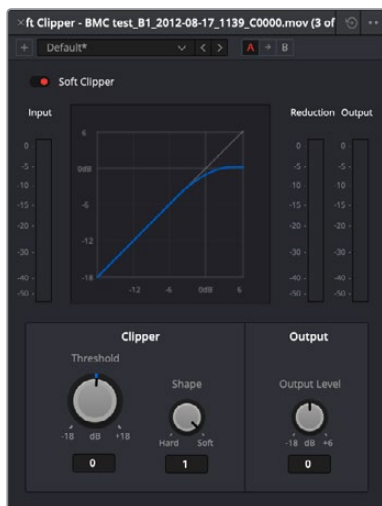 ×ft Clipper - BMC test_B1_2012-08-17_1139_C0000.mov (3 of
+ Default* < > A → B
Soft Clipper
Input
Reduction Output
6
0dB
-6
-12
-18
-12 -6 0dB 6
0
-5
-10
-15
-20
-30
-40
-50
0 0
-5 -5
-10 -10
-15 -15
-20 -20
-30 -30
-40 -40
-50 -50
Clipper
Output
Threshold
Shape
Output Level
-18 dB +18
Hard Soft
-18 dB +6
0
1
0